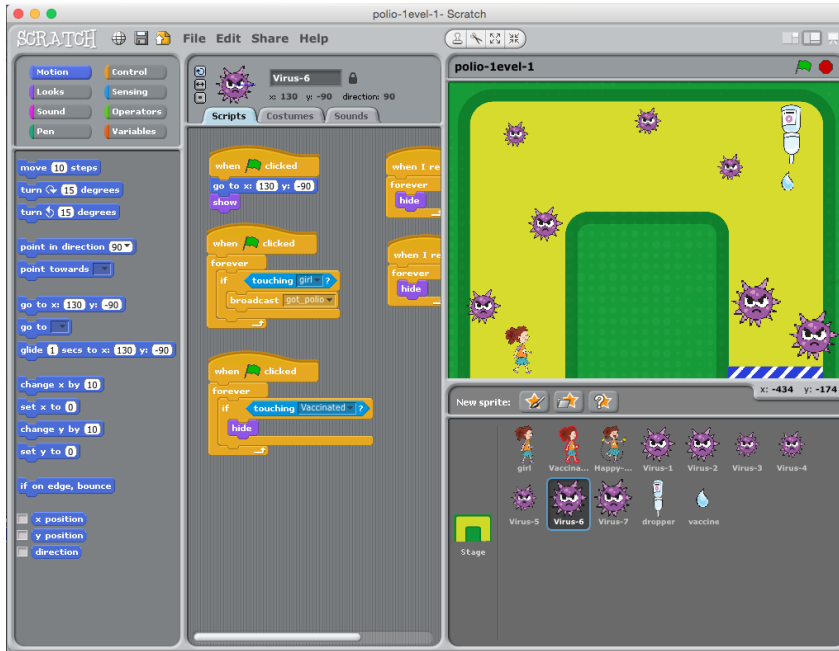 polio-1evel-1- Scratch
SCRATCH File Edit Share Help
Motion Control
Looks Sensing
Sound Operators
Pen Variables
move 10 steps
turn 15 degrees
turn 15 degrees
point in direction 90
point towards
go to x: 130 y: -90
go to
glide 1 secs to x: 130 y: -90
change x by 10
set x to 0
change y by 10
set y to 0
if on edge, bounce
x position
y position
direction
Virus-6
x: 130 y: -90 direction: 90
Scripts Costumes Sounds
when clicked
go to x: 130 y: -90
show
when clicked
forever
if touching girl ?
broadcast got_polio
when clicked
forever
if touching Vaccinated ?
hide
when I re
forever
hide
when I re
forever
hide
polio-1evel-1
x: -434 y: -174
New sprite:
girl Vaccina... Happy-... Virus-1 Virus-2 Virus-3 Virus-4
Virus-5 Virus-6 Virus-7 dropper vaccine
Stage